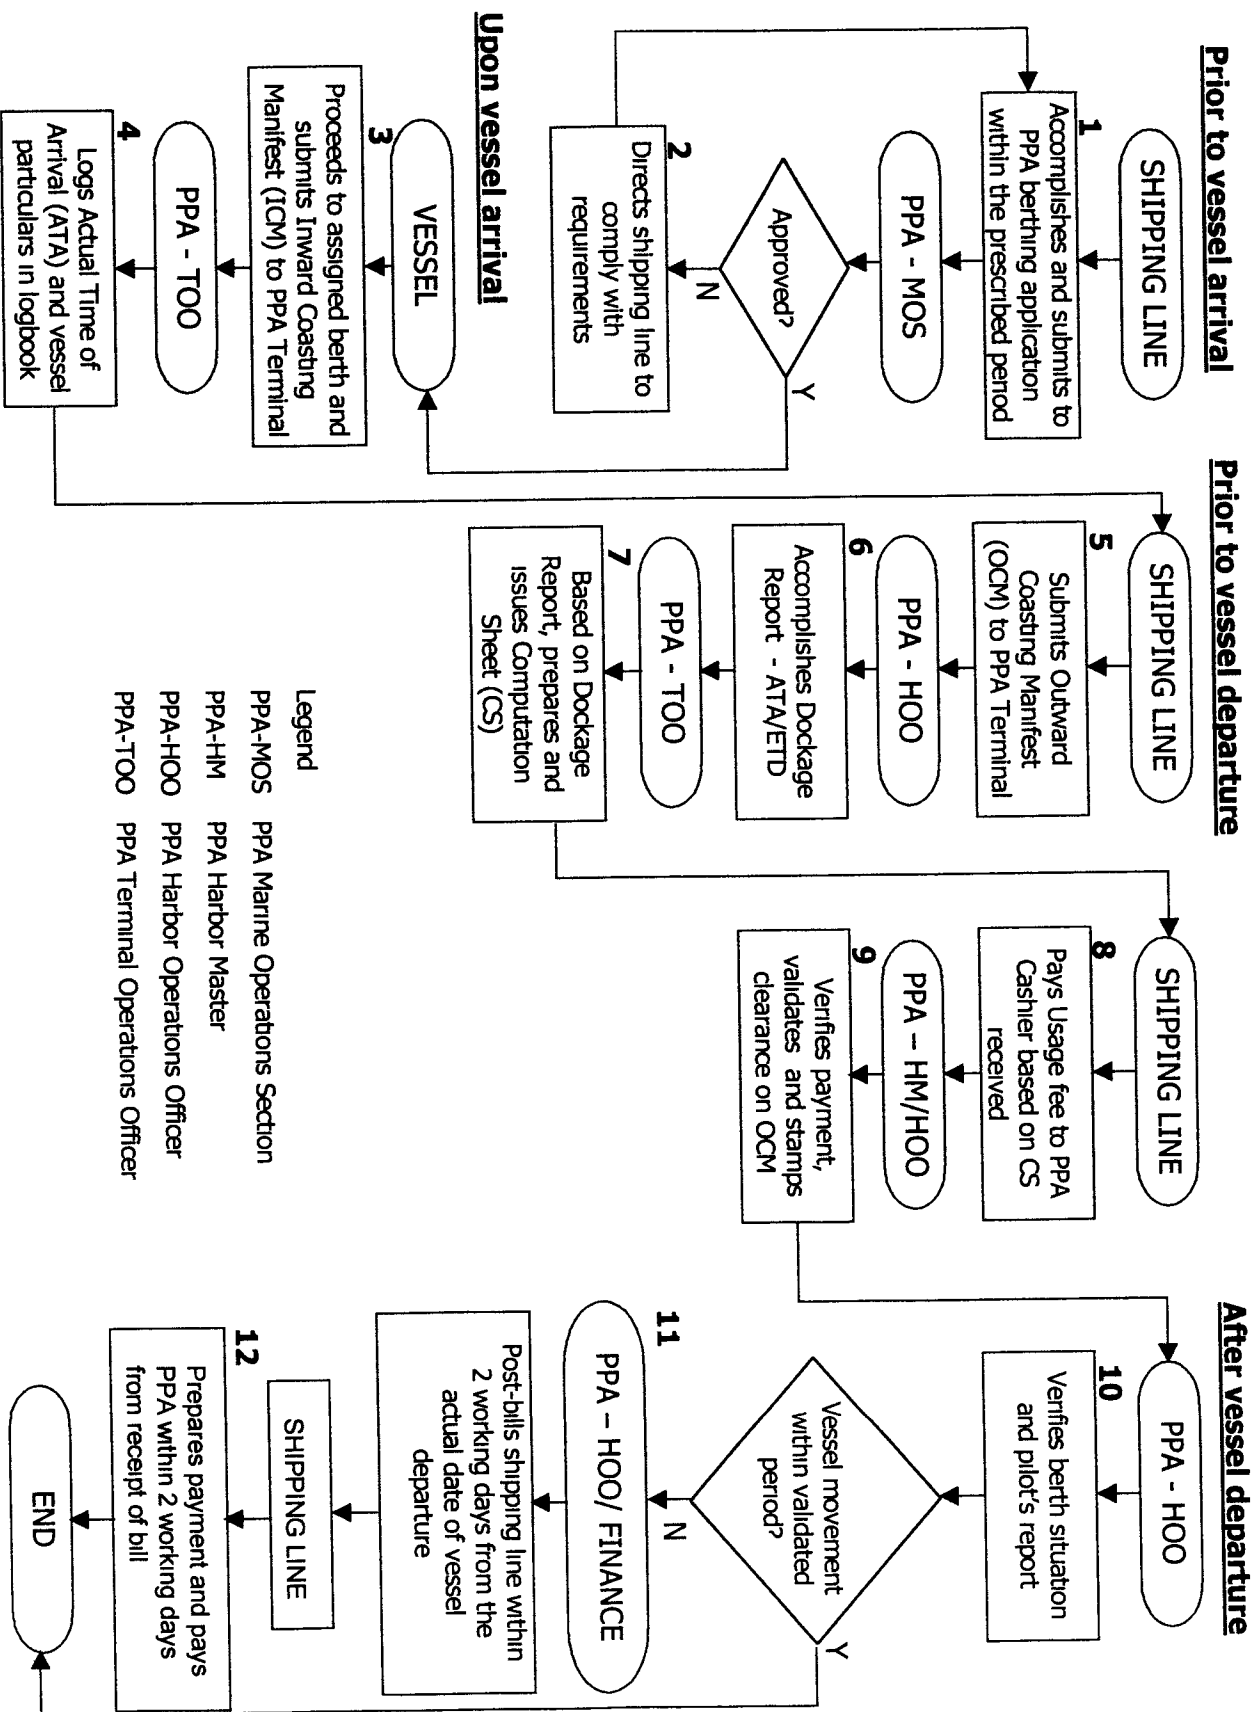 Prior to vessel arrival
SHIPPING LINE
1
Accomplishes and submits to
PPA berthing application
within the prescribed period
PPA - MOS
Approved?
Y
N
2
Directs shipping line to
comply with
requirements
Upon vessel arrival
VESSEL
3
Proceeds to assigned berth and
submits Inward Coasting
Manifest (ICM) to PPA Terminal
PPA - TOO
4
Logs Actual Time of
Arrival (ATA) and vessel
particulars in logbook
Prior to vessel departure
SHIPPING LINE
5
Submits Outward
Coasting Manifest
(OCM) to PPA Terminal
PPA - HOO
6
Accomplishes Dockage
Report - ATA/ETD
PPA - TOO
7
Based on Dockage
Report, prepares and
issues Computation
Sheet (CS)
SHIPPING LINE
8
Pays Usage fee to PPA
Cashier based on CS
received
PPA – HM/HOO
9
Verifies payment,
validates and stamps
clearance on OCM
After vessel departure
PPA - HOO
10
Verifies berth situation
and pilot's report
Vessel movement
within validated
period?
Y
N
11
PPA – HOO/ FINANCE
Post-bills shipping line within
2 working days from the
actual date of vessel
departure
SHIPPING LINE
12
Prepares payment and pays
PPA within 2 working days
from receipt of bill
END
Legend
PPA-MOS PPA Marine Operations Section
PPA-HM PPA Harbor Master
PPA-HOO PPA Harbor Operations Officer
PPA-TOO PPA Terminal Operations Officer